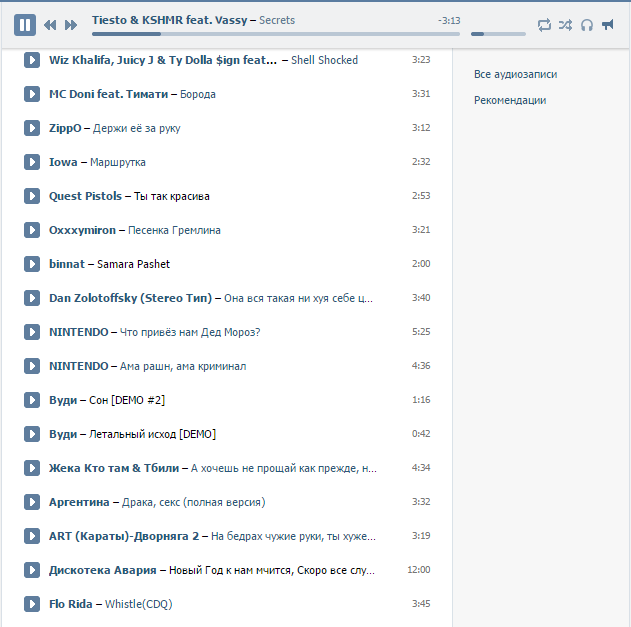 Tiesto & KSHMR feat. Vassy – Secrets -3:13
Wiz Khalifa, Juicy J & Ty Dolla $ign feat... – Shell Shocked 3:23
Все аудиозаписи
MC Doni feat. Тимати – Борода 3:31
Рекомендации
ZippO – Держи её за руку 3:12
Iowa – Маршрутка 2:32
Quest Pistols – Ты так красива 2:53
Oxxxymiron – Песенка Гремлина 3:21
binnat – Samara Pashet 2:00
Dan Zolotoffsky (Stereo Тип) – Она вся такая ни хуя себе ц... 3:40
NINTENDO – Что привёз нам Дед Мороз? 5:25
NINTENDO – Ама рашн, ама криминал 4:36
Вуди – Сон [DEMO #2] 1:16
Вуди – Летальный исход [DEMO] 0:42
Жека Кто там & Тбили – А хочешь не прощай как прежде, н... 4:34
Аргентина – Драка, секс (полная версия) 3:32
ART (Караты)-Дворняга 2 – На бедрах чужие руки, ты хуже... 3:19
Дискотека Авария – Новый Год к нам мчится, Скоро все слу... 12:00
Flo Rida – Whistle(CDQ) 3:45